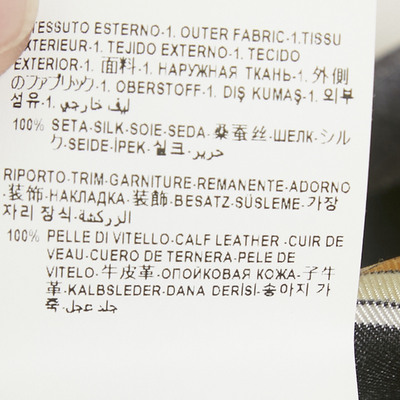 TESSUTO ESTERNO-1. OUTER FABRIC-1.TISSU
EXTERIEUR-1. TEJIDO EXTERNO-1. TECIDO
EXTERIOR-1. 面料-1. НАРУЖНАЯ ТКАНЬ-1. 外側
のファブリック-1. OBERSTOFF-1. DIŞ KUMAŞ-1. 외부
섬유-1. ليف خارجي
100% SETA-SILK-SOIE-SEDA-桑蚕丝-ШЕЛК-シル
ク-SEIDE-İPEK-실크-حرير
RIPORTO-TRIM-GARNITURE-REMANENTE-ADORNO
-装饰-НАКЛАДКА-装飾-BESATZ-SÜSLEME-가장
자리 장식-الزركشة
100% PELLE DI VITELLO-CALF LEATHER-CUIR DE
VEAU-CUERO DE TERNERA-PELE DE
VITELO-牛皮革-ОПОЙКОВАЯ КОЖА-子牛
革-KALBSLEDER-DANA DERİSİ-송아지 가
죽-جلد عجل